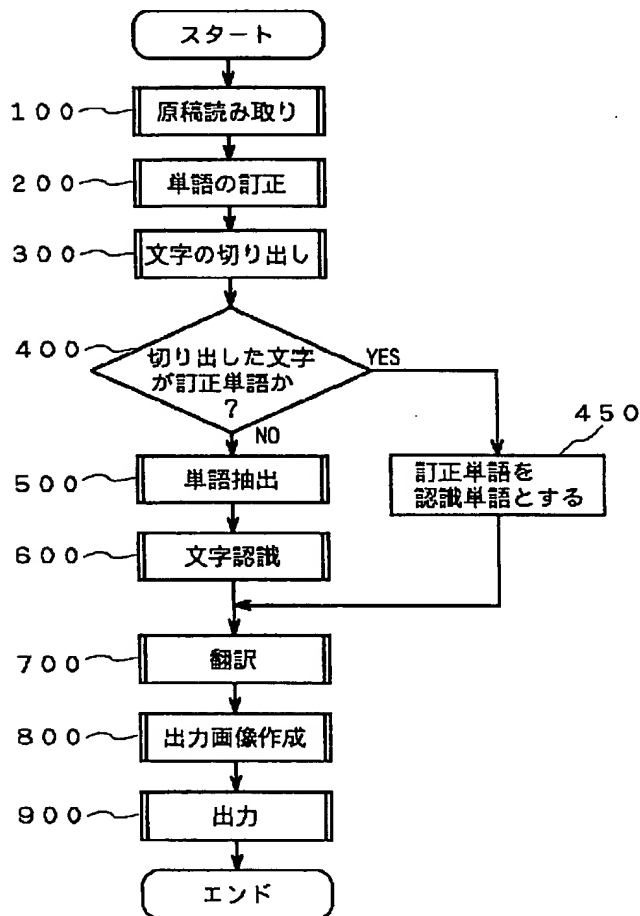 スタート
100
原稿読み取り
200
単語の訂正
300
文字の切り出し
400
切り出した文字
が訂正単語か
?
YES
NO
450
訂正単語を
認識単語とする
500
単語抽出
600
文字認識
700
翻訳
800
出力画像作成
900
出力
エンド